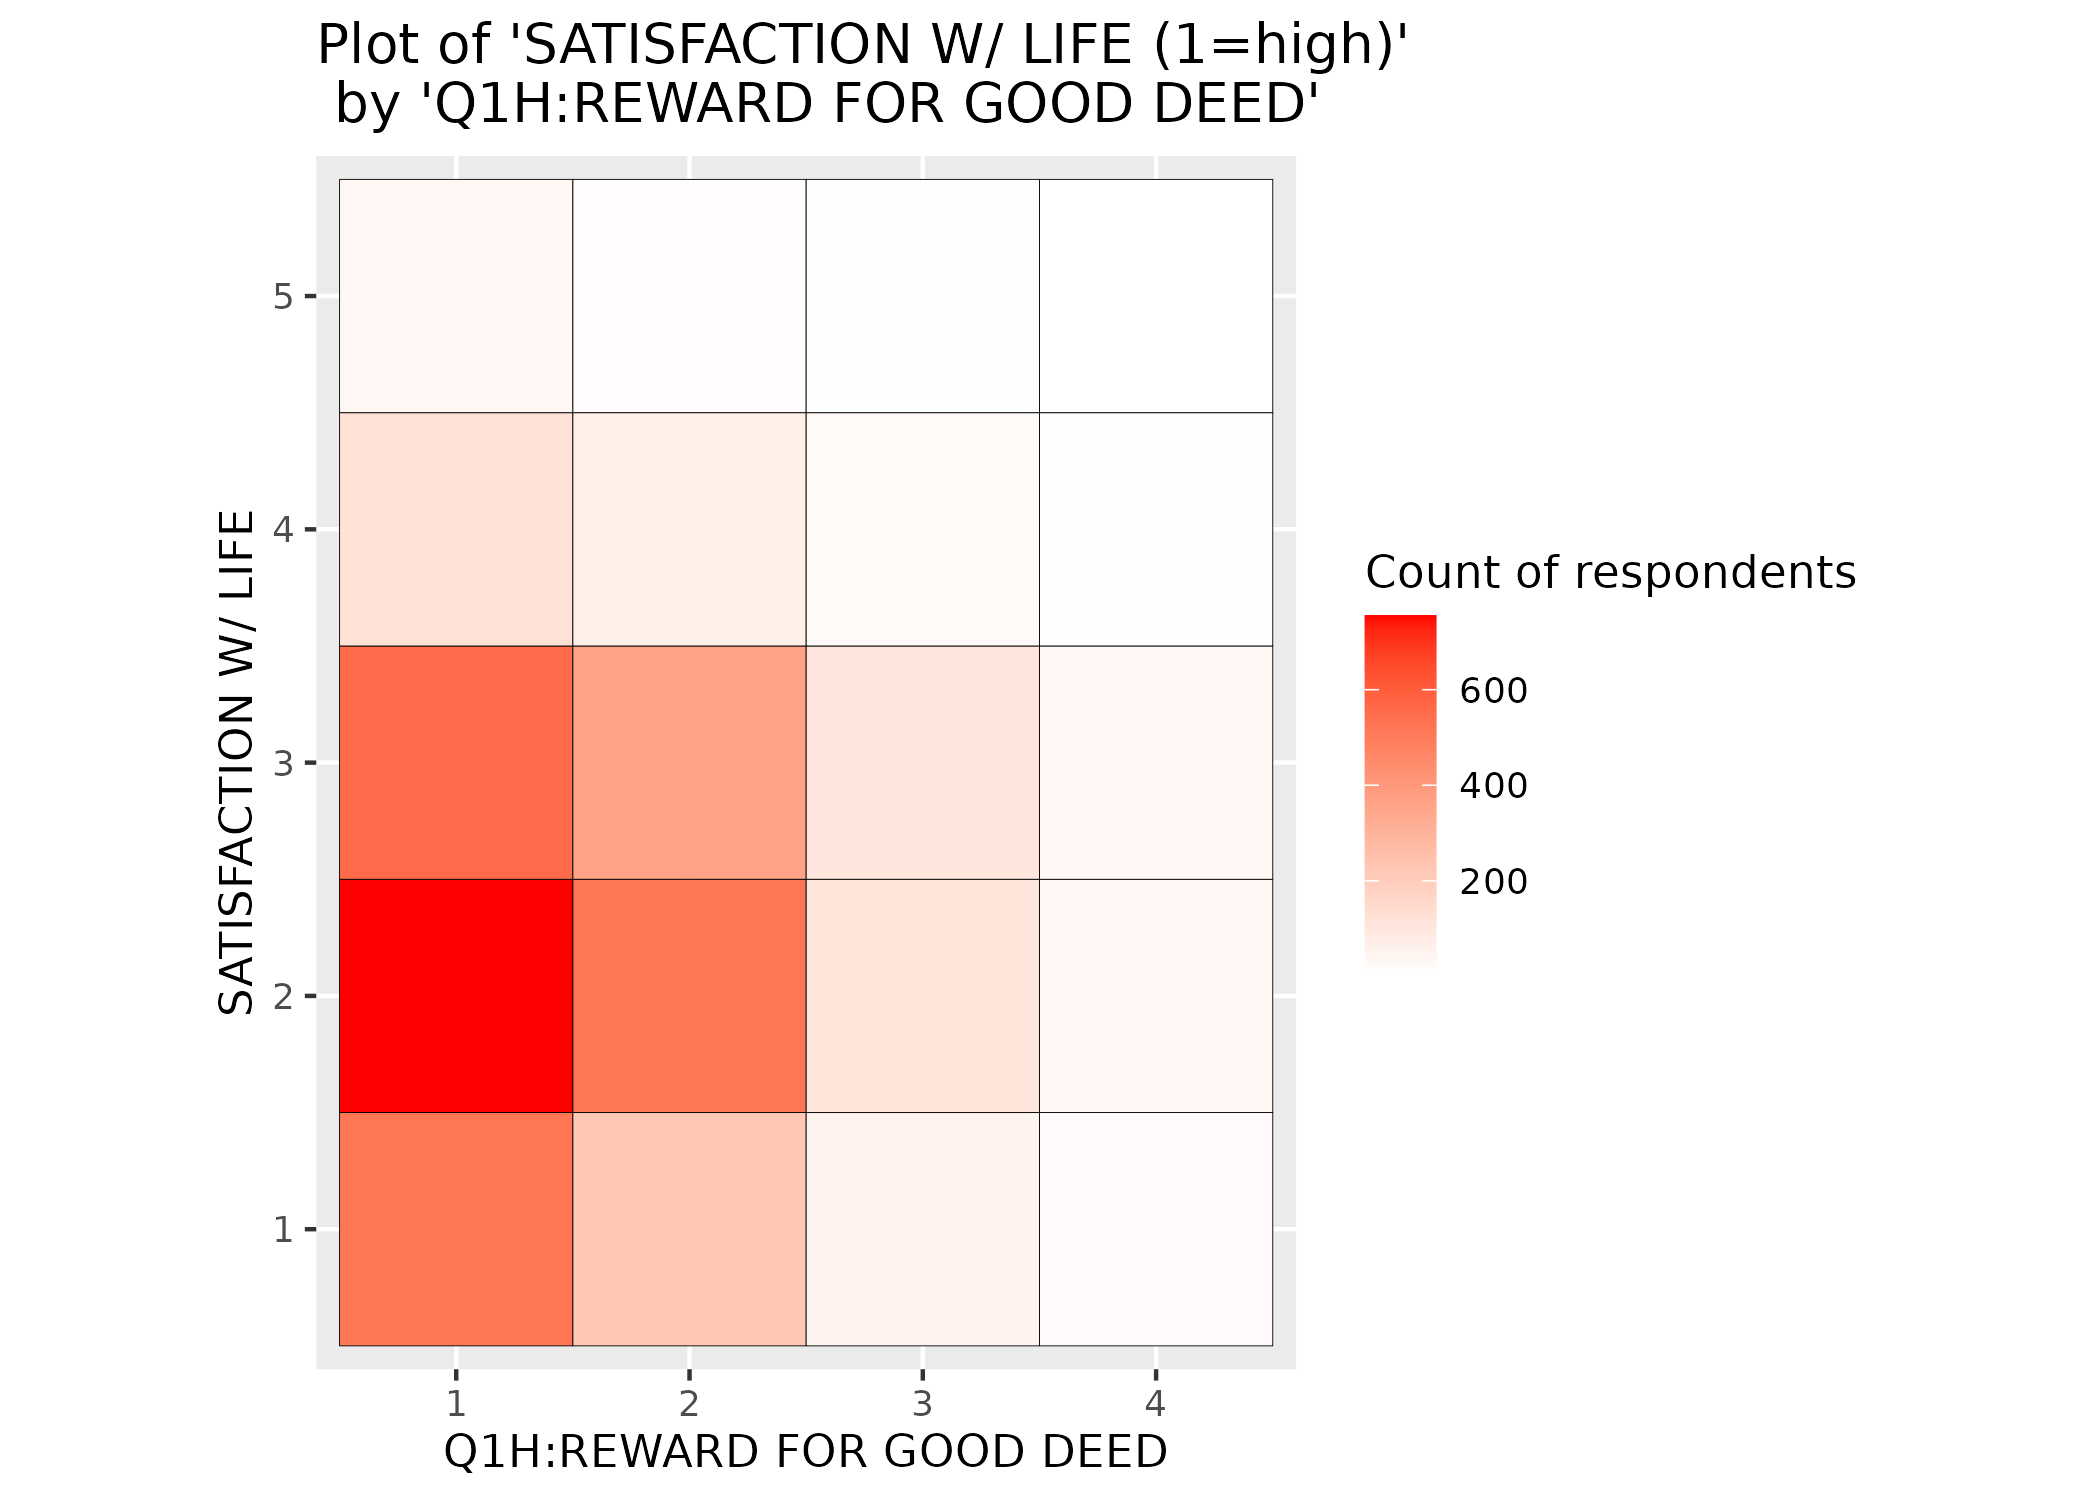 Plot of 'SATISFACTION W/ LIFE (1=high)'
by 'Q1H:REWARD FOR GOOD DEED'
SATISFACTION W/ LIFE
5
4
3
2
1
1 2 3 4
Q1H:REWARD FOR GOOD DEED
Count of respondents
600
400
200